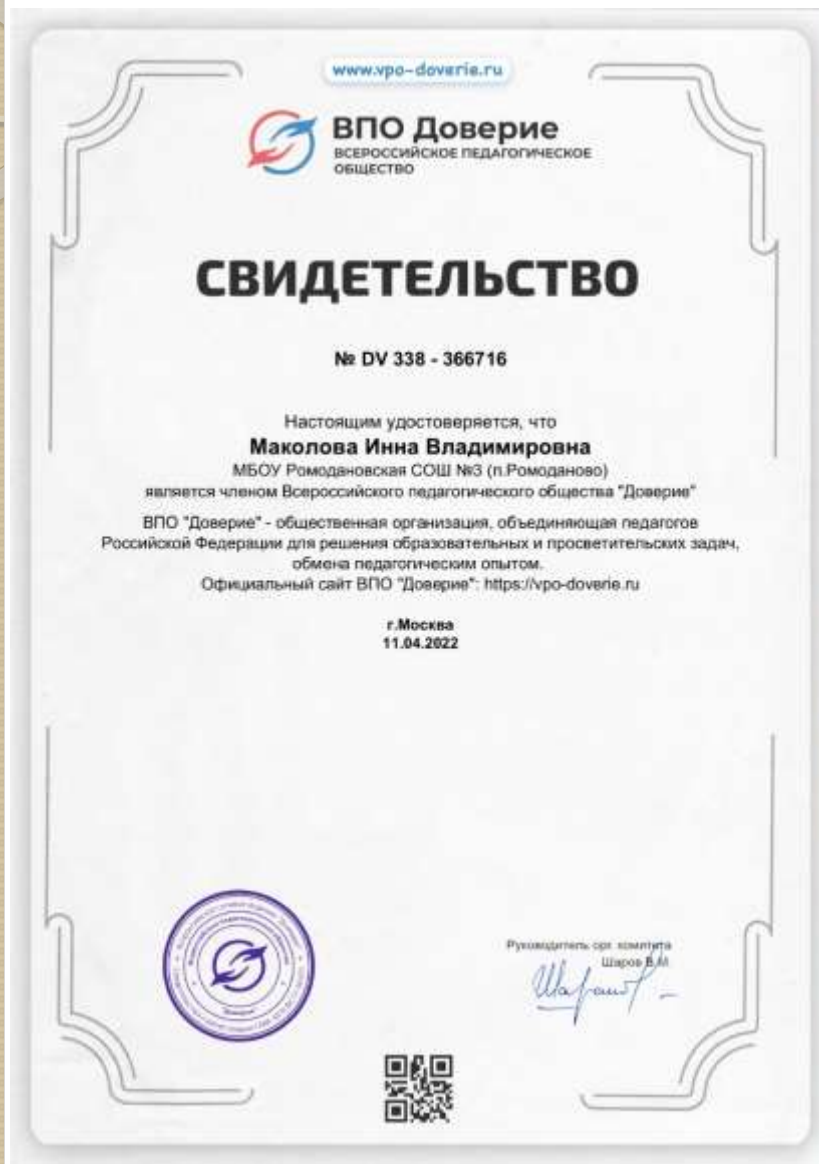 www.vpo-doverie.ru
ВПО Доверие
ВСЕРОССИЙСКОЕ ПЕДАГОГИЧЕСКОЕ
ОБЩЕСТВО
СВИДЕТЕЛЬСТВО
№ DV 338 - 366716
Настоящим удостоверяется, что
Маколова Инна Владимировна
МБОУ Ромодановская СОШ №3 (п.Ромоданово)
является членом Всероссийского педагогического общества "Доверие"
ВПО "Доверие" - общественная организация, объединяющая педагогов
Российской Федерации для решения образовательных и просветительских задач,
обмена педагогическим опытом.
Официальный сайт ВПО "Доверие": https://vpo-doverie.ru
г.Москва
11.04.2022
Руководитель орг. комитета
Шаров В.М.